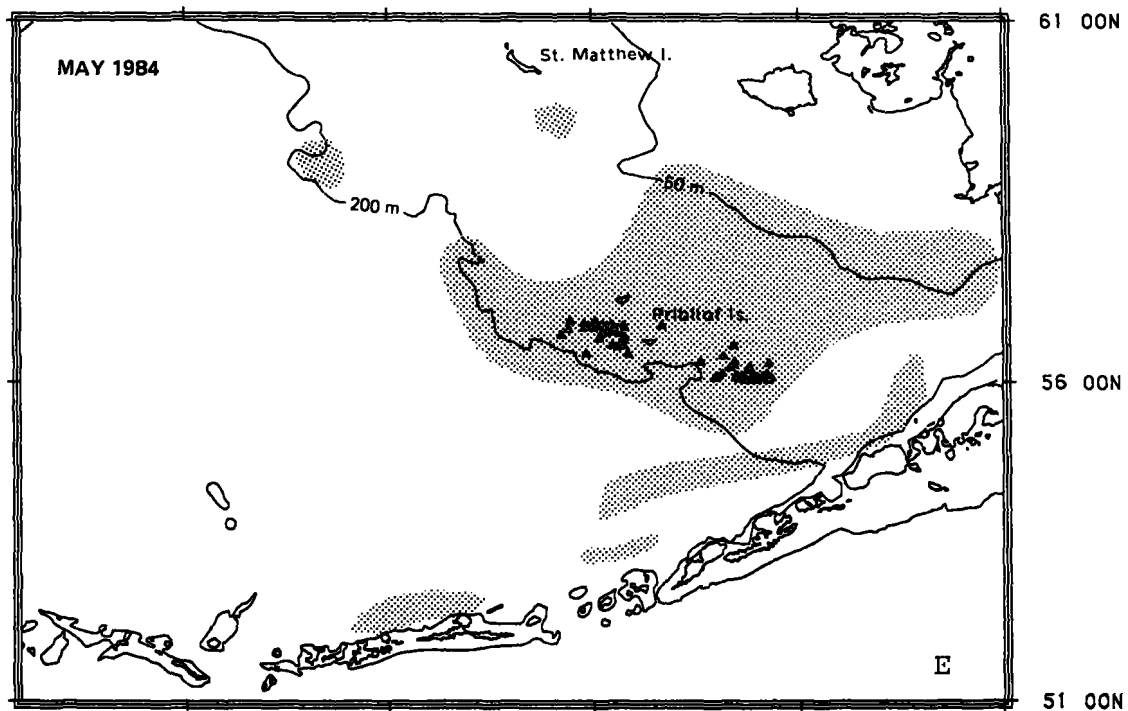 61 00N
St. Matthew I.
MAY 1984
50 m
200 m
Pribilof Is.
56 00N
E
51 00N